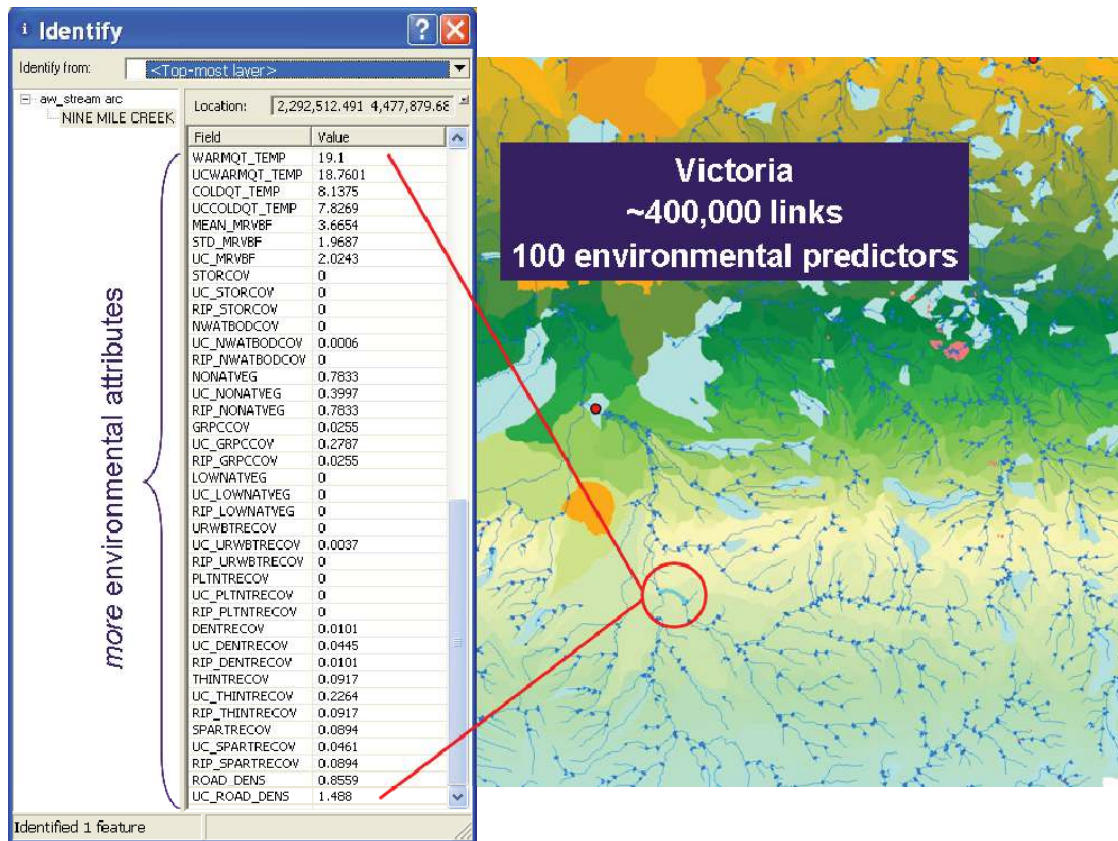 Identify
Identify from: <Top-most layer>
aw_stream arc
NINE MILE CREEK
Location: 2,292,512.491 4,477,879.68
Field Value
WARMQT_TEMP 19.1
UCWARMQT_TEMP 18.7601
COLDQT_TEMP 8.1375
UCCOLDQT_TEMP 7.8269
MEAN_MRVBF 3.6654
STD_MRVBF 1.9687
UC_MRVBF 2.0243
STORCOV 0
UC_STORCOV 0
RIP_STORCOV 0
NWATBODCOV 0
UC_NWATBODCOV 0.0006
RIP_NWATBODCOV 0
NONATVEG 0.7833
UC_NONATVEG 0.3997
RIP_NONATVEG 0.7833
GRPCCOV 0.0255
UC_GRPCCOV 0.2787
RIP_GRPCCOV 0.0255
LOWNATVEG 0
UC_LOWNATVEG 0
RIP_LOWNATVEG 0
URWBTRECOV 0
UC_URWBTRECOV 0.0037
RIP_URWBTRECOV 0
PLTNTRECOV 0
UC_PLTNTRECOV 0
RIP_PLTNTRECOV 0
DENTRECOV 0.0101
UC_DENTRECOV 0.0445
RIP_DENTRECOV 0.0101
THINTRECOV 0.0917
UC_THINTRECOV 0.2264
RIP_THINTRECOV 0.0917
SPARTRECOV 0.0894
UC_SPARTRECOV 0.0461
RIP_SPARTRECOV 0.0894
ROAD_DENS 0.8559
UC_ROAD_DENS 1.488
Identified 1 feature
more environmental attributes
Victoria
~400,000 links
100 environmental predictors